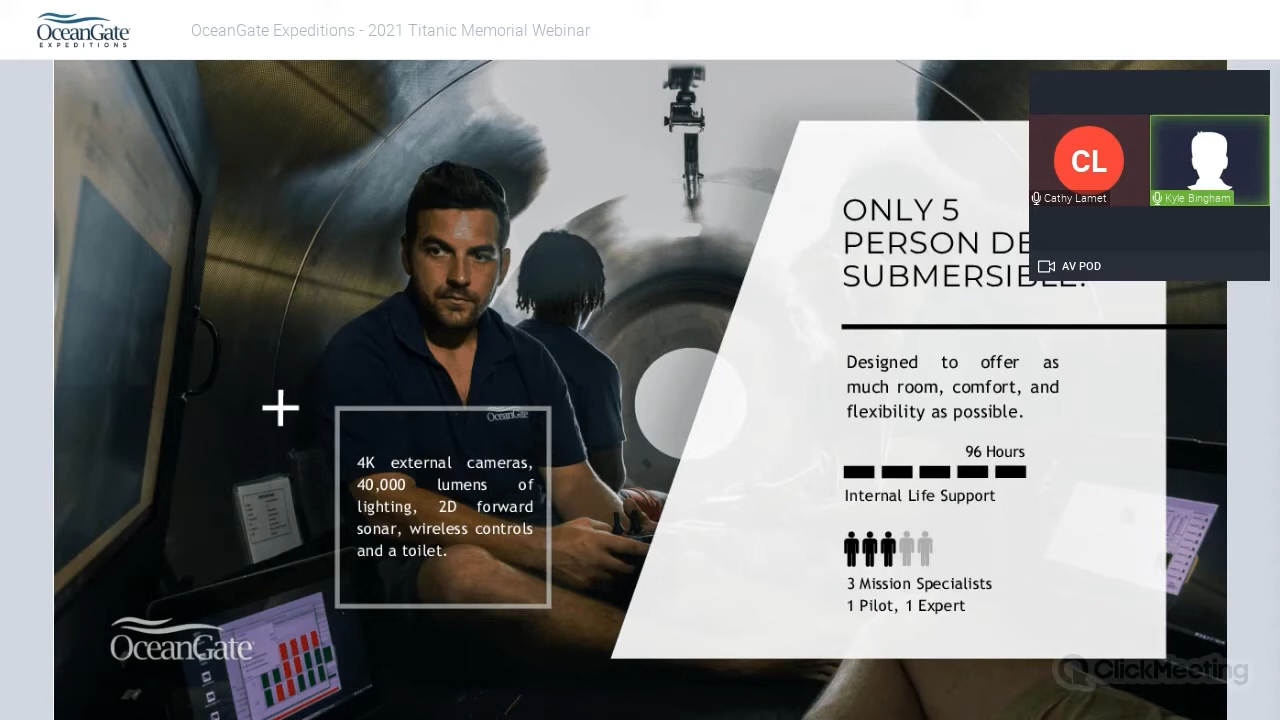 OceanGate
EXPEDITIONS
OceanGate Expeditions - 2021 Titanic Memorial Webinar
CL
Cathy Lamet
Kyle Bingham
AV POD
ONLY 5
PERSON
Designed to offer as
much room, comfort, and
flexibility as possible.
96 Hours
Internal Life Support
3 Mission Specialists
1 Pilot, 1 Expert
OceanGate
4K external cameras,
40,000 lumens of
lighting, 2D forward
sonar, wireless controls
and a toilet.
OceanGate
ClickMeeting